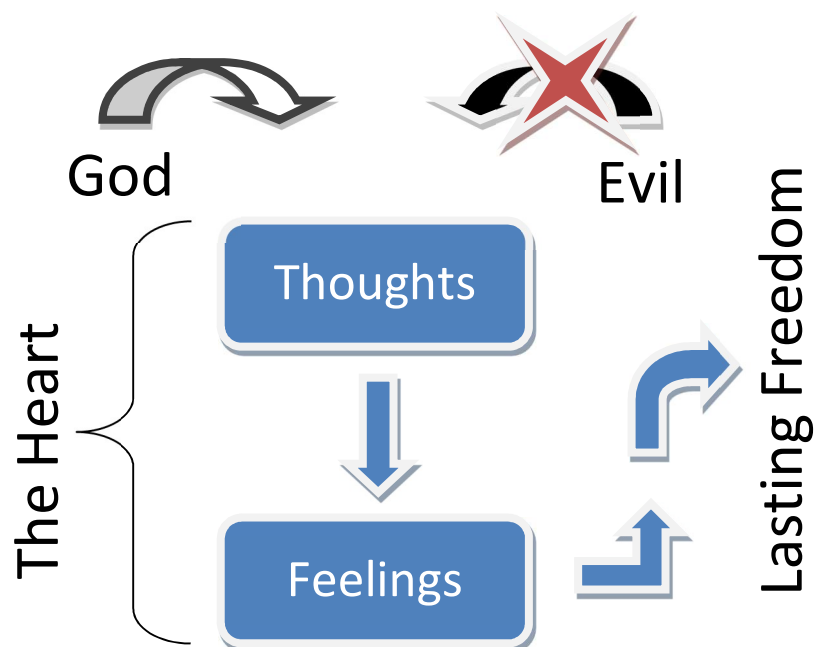 God
Evil
Thoughts
The Heart
Feelings
Lasting Freedom